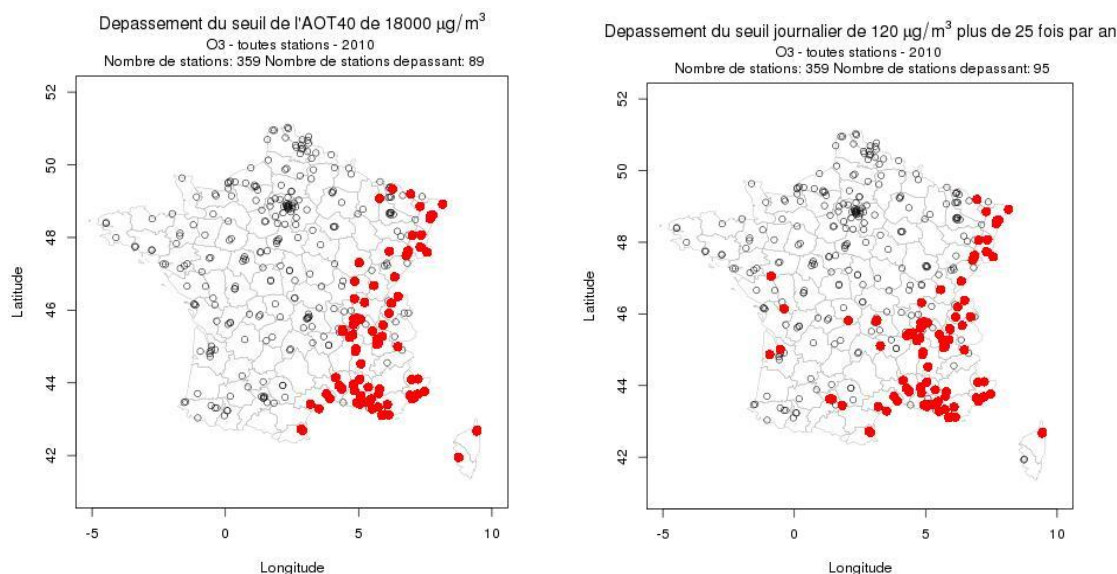 Depassement du seuil de l'AOT40 de 18000 µg/m³
O3 - toutes stations - 2010
Nombre de stations: 359 Nombre de stations depassant: 89
52
50
48
46
44
42
Latitude
-5
0
5
10
Longitude
Depassement du seuil journalier de 120 µg/m³ plus de 25 fois par an
O3 - toutes stations - 2010
Nombre de stations: 359 Nombre de stations depassant: 95
52
50
48
46
44
42
Latitude
-5
0
5
10
Longitude